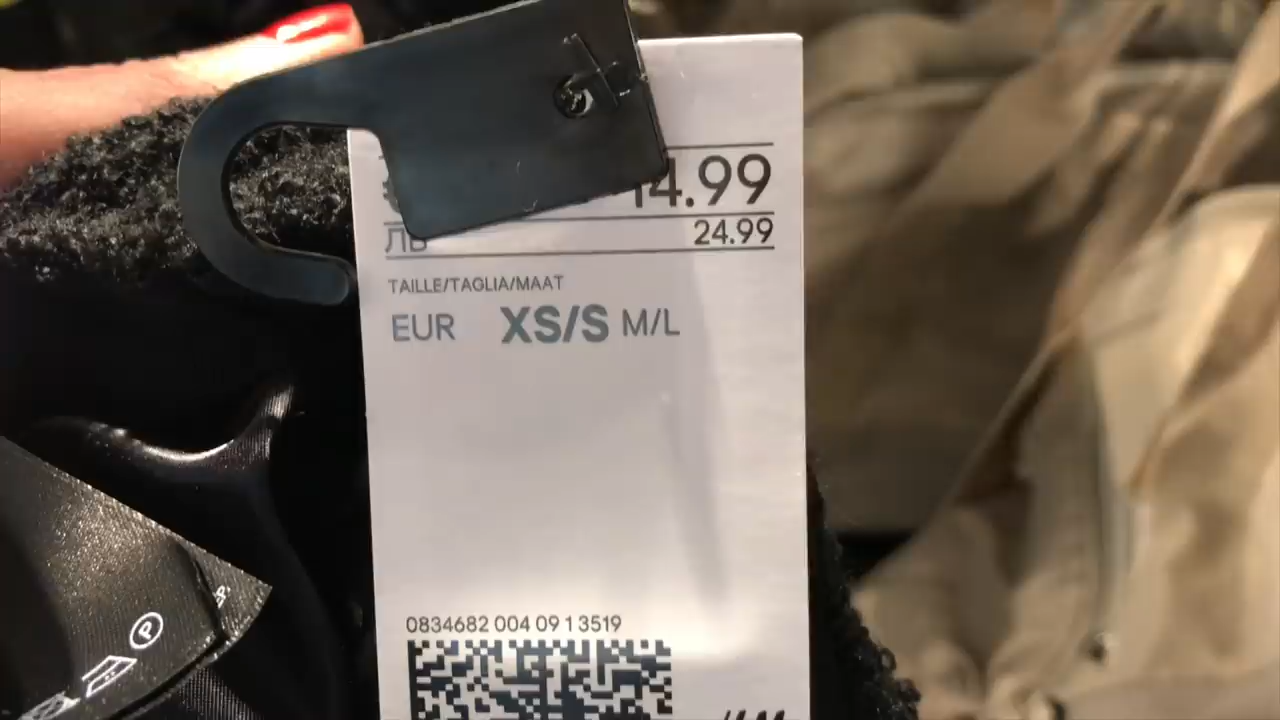 14.99
ЛВ 24.99
TAILLE/TAGLIA/MAAT
EUR XS/S M/L
0834682 004 09 1 3519
P